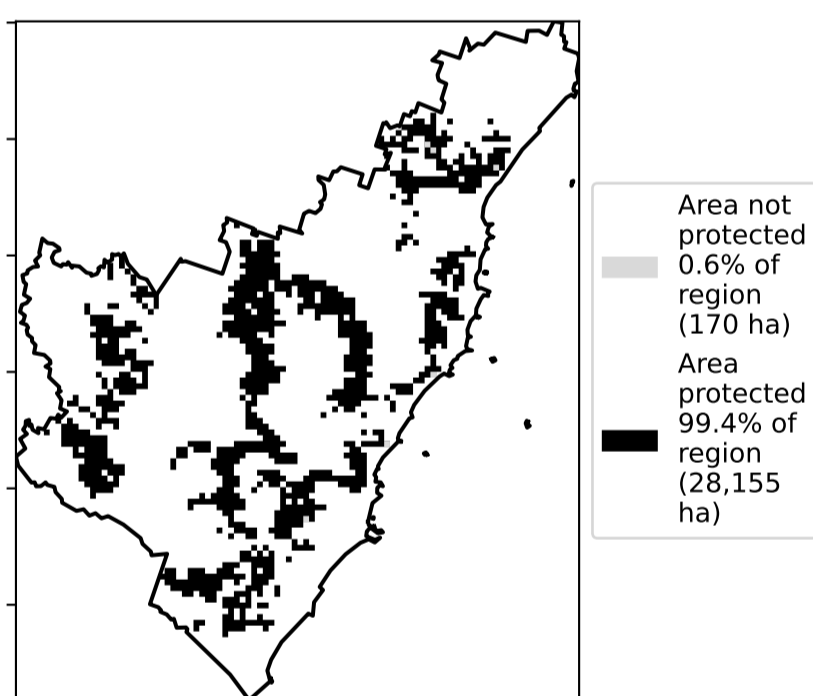 Area not
protected
0.6% of
region
(170 ha)
Area
protected
99.4% of
region
(28,155
ha)